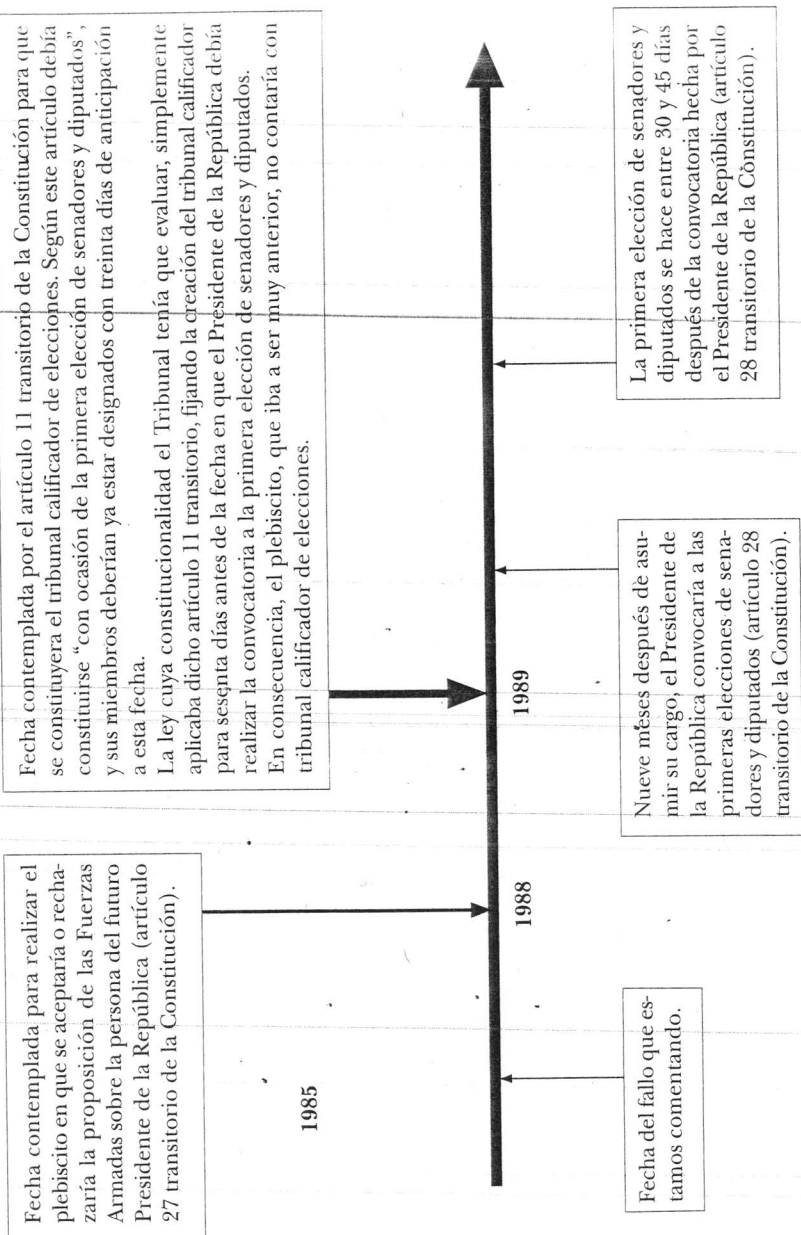 Fecha contemplada para realizar el
plebiscito en que se aceptaría o recha-
zaría la proposición de las Fuerzas
Armadas sobre la persona del futuro
Presidente de la República (artículo
27 transitorio de la Constitución).
Fecha contemplada por el artículo 11 transitorio de la Constitución para que
se constituyera el tribunal calificador de elecciones. Según este artículo debía
constituirse “con ocasión de la primera elección de senadores y diputados”,
y sus miembros deberían ya estar designados con treinta días de anticipación
a esta fecha.
La ley cuya constitucionalidad el Tribunal tenía que evaluar, simplemente
aplicaba dicho artículo 11 transitorio, fijando la creación del tribunal calificador
para sesenta días antes de la fecha en que el Presidente de la República debía
realizar la convocatoria a la primera elección de senadores y diputados.
En consecuencia, el plebiscito, que iba a ser muy anterior, no contaría con
tribunal calificador de elecciones.
1985
1988
1989
Fecha del fallo que es-
tamos comentando.
Nueve meses después de asu-
mir su cargo, el Presidente de
la República convocaría a las
primeras elecciones de sena-
dores y diputados (artículo 28
transitorio de la Constitución).
La primera elección de senadores y
diputados se hace entre 30 y 45 días
después de la convocatoria hecha por
el Presidente de la República (artículo
28 transitorio de la Constitución).